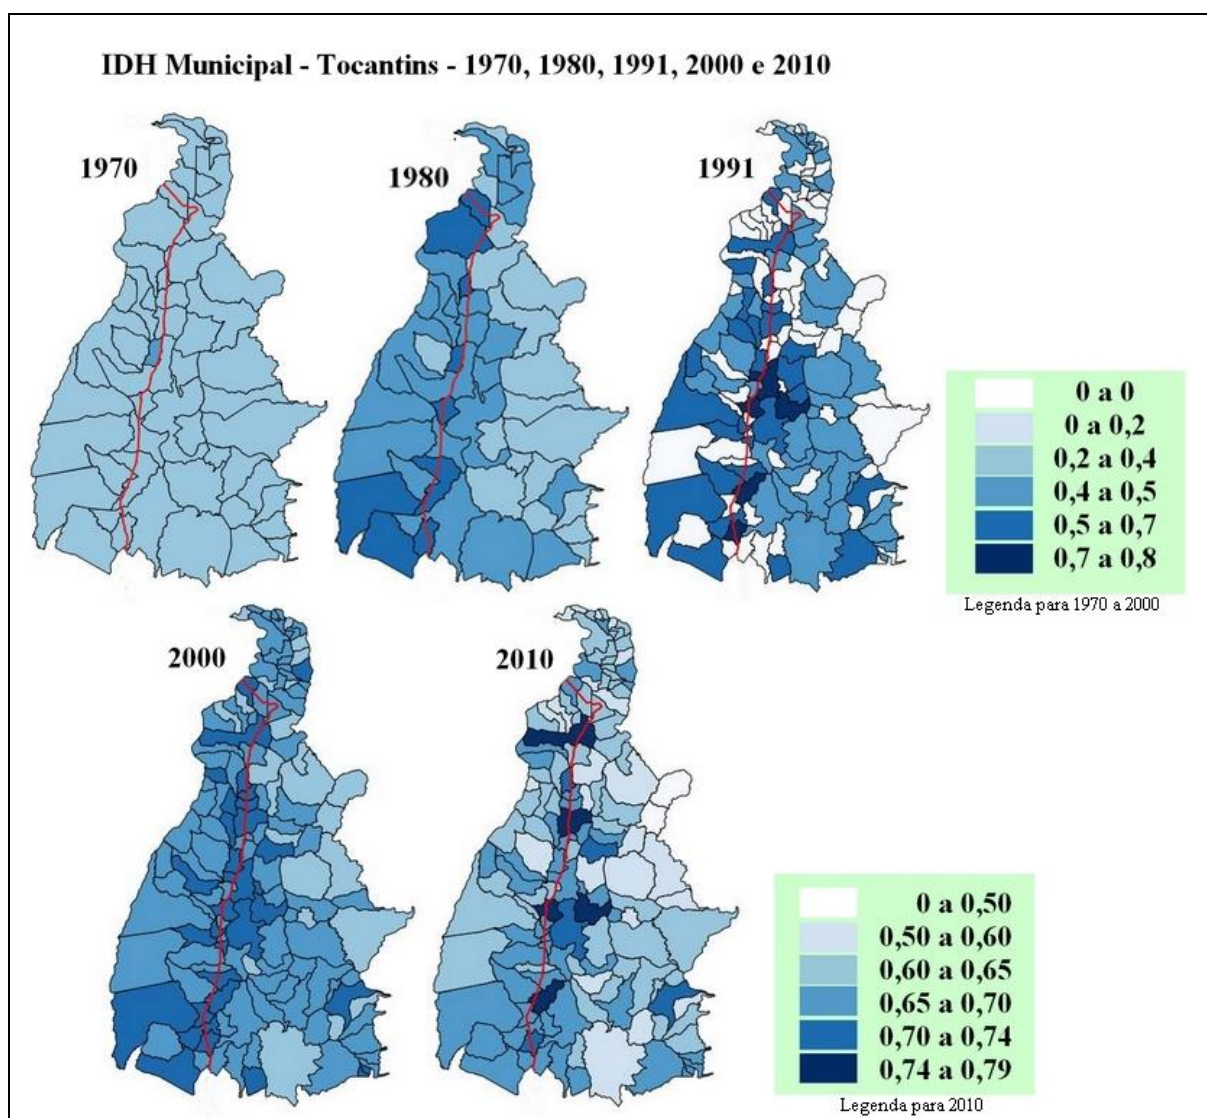 IDH Municipal - Tocantins - 1970, 1980, 1991, 2000 e 2010
1970
1980
1991
0 a 0
0 a 0,2
0,2 a 0,4
0,4 a 0,5
0,5 a 0,7
0,7 a 0,8
Legenda para 1970 a 2000
2000
2010
0 a 0,50
0,50 a 0,60
0,60 a 0,65
0,65 a 0,70
0,70 a 0,74
0,74 a 0,79
Legenda para 2010